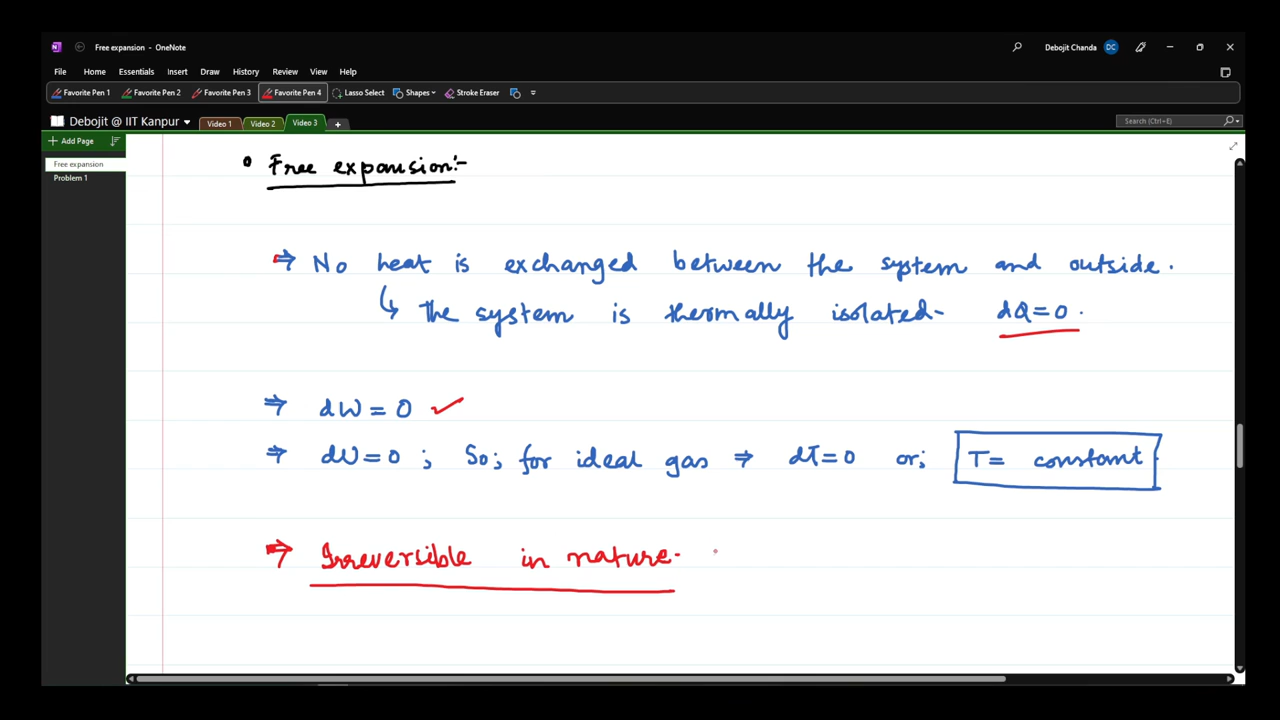 Free expansion - OneNote
Debojit Chanda DC
File Home Essentials Insert Draw History Review View Help
Favorite Pen 1 Favorite Pen 2 Favorite Pen 3 Favorite Pen 4 Lasso Select Shapes Stroke Eraser
Debojit @ IIT Kanpur Video 1 Video 2 Video 3 +
Search (Ctrl+E)
+ Add Page
Free expansion
Problem 1
• Free expansion:-
⇒ No heat is exchanged between the system and outside.
↳ The system is thermally isolated- dQ=0.
⇒ dW = 0 ✓
⇒ dU=0 ; So; for ideal gas ⇒ dT=0 or; T= constant
⇒ Irreversible in nature-